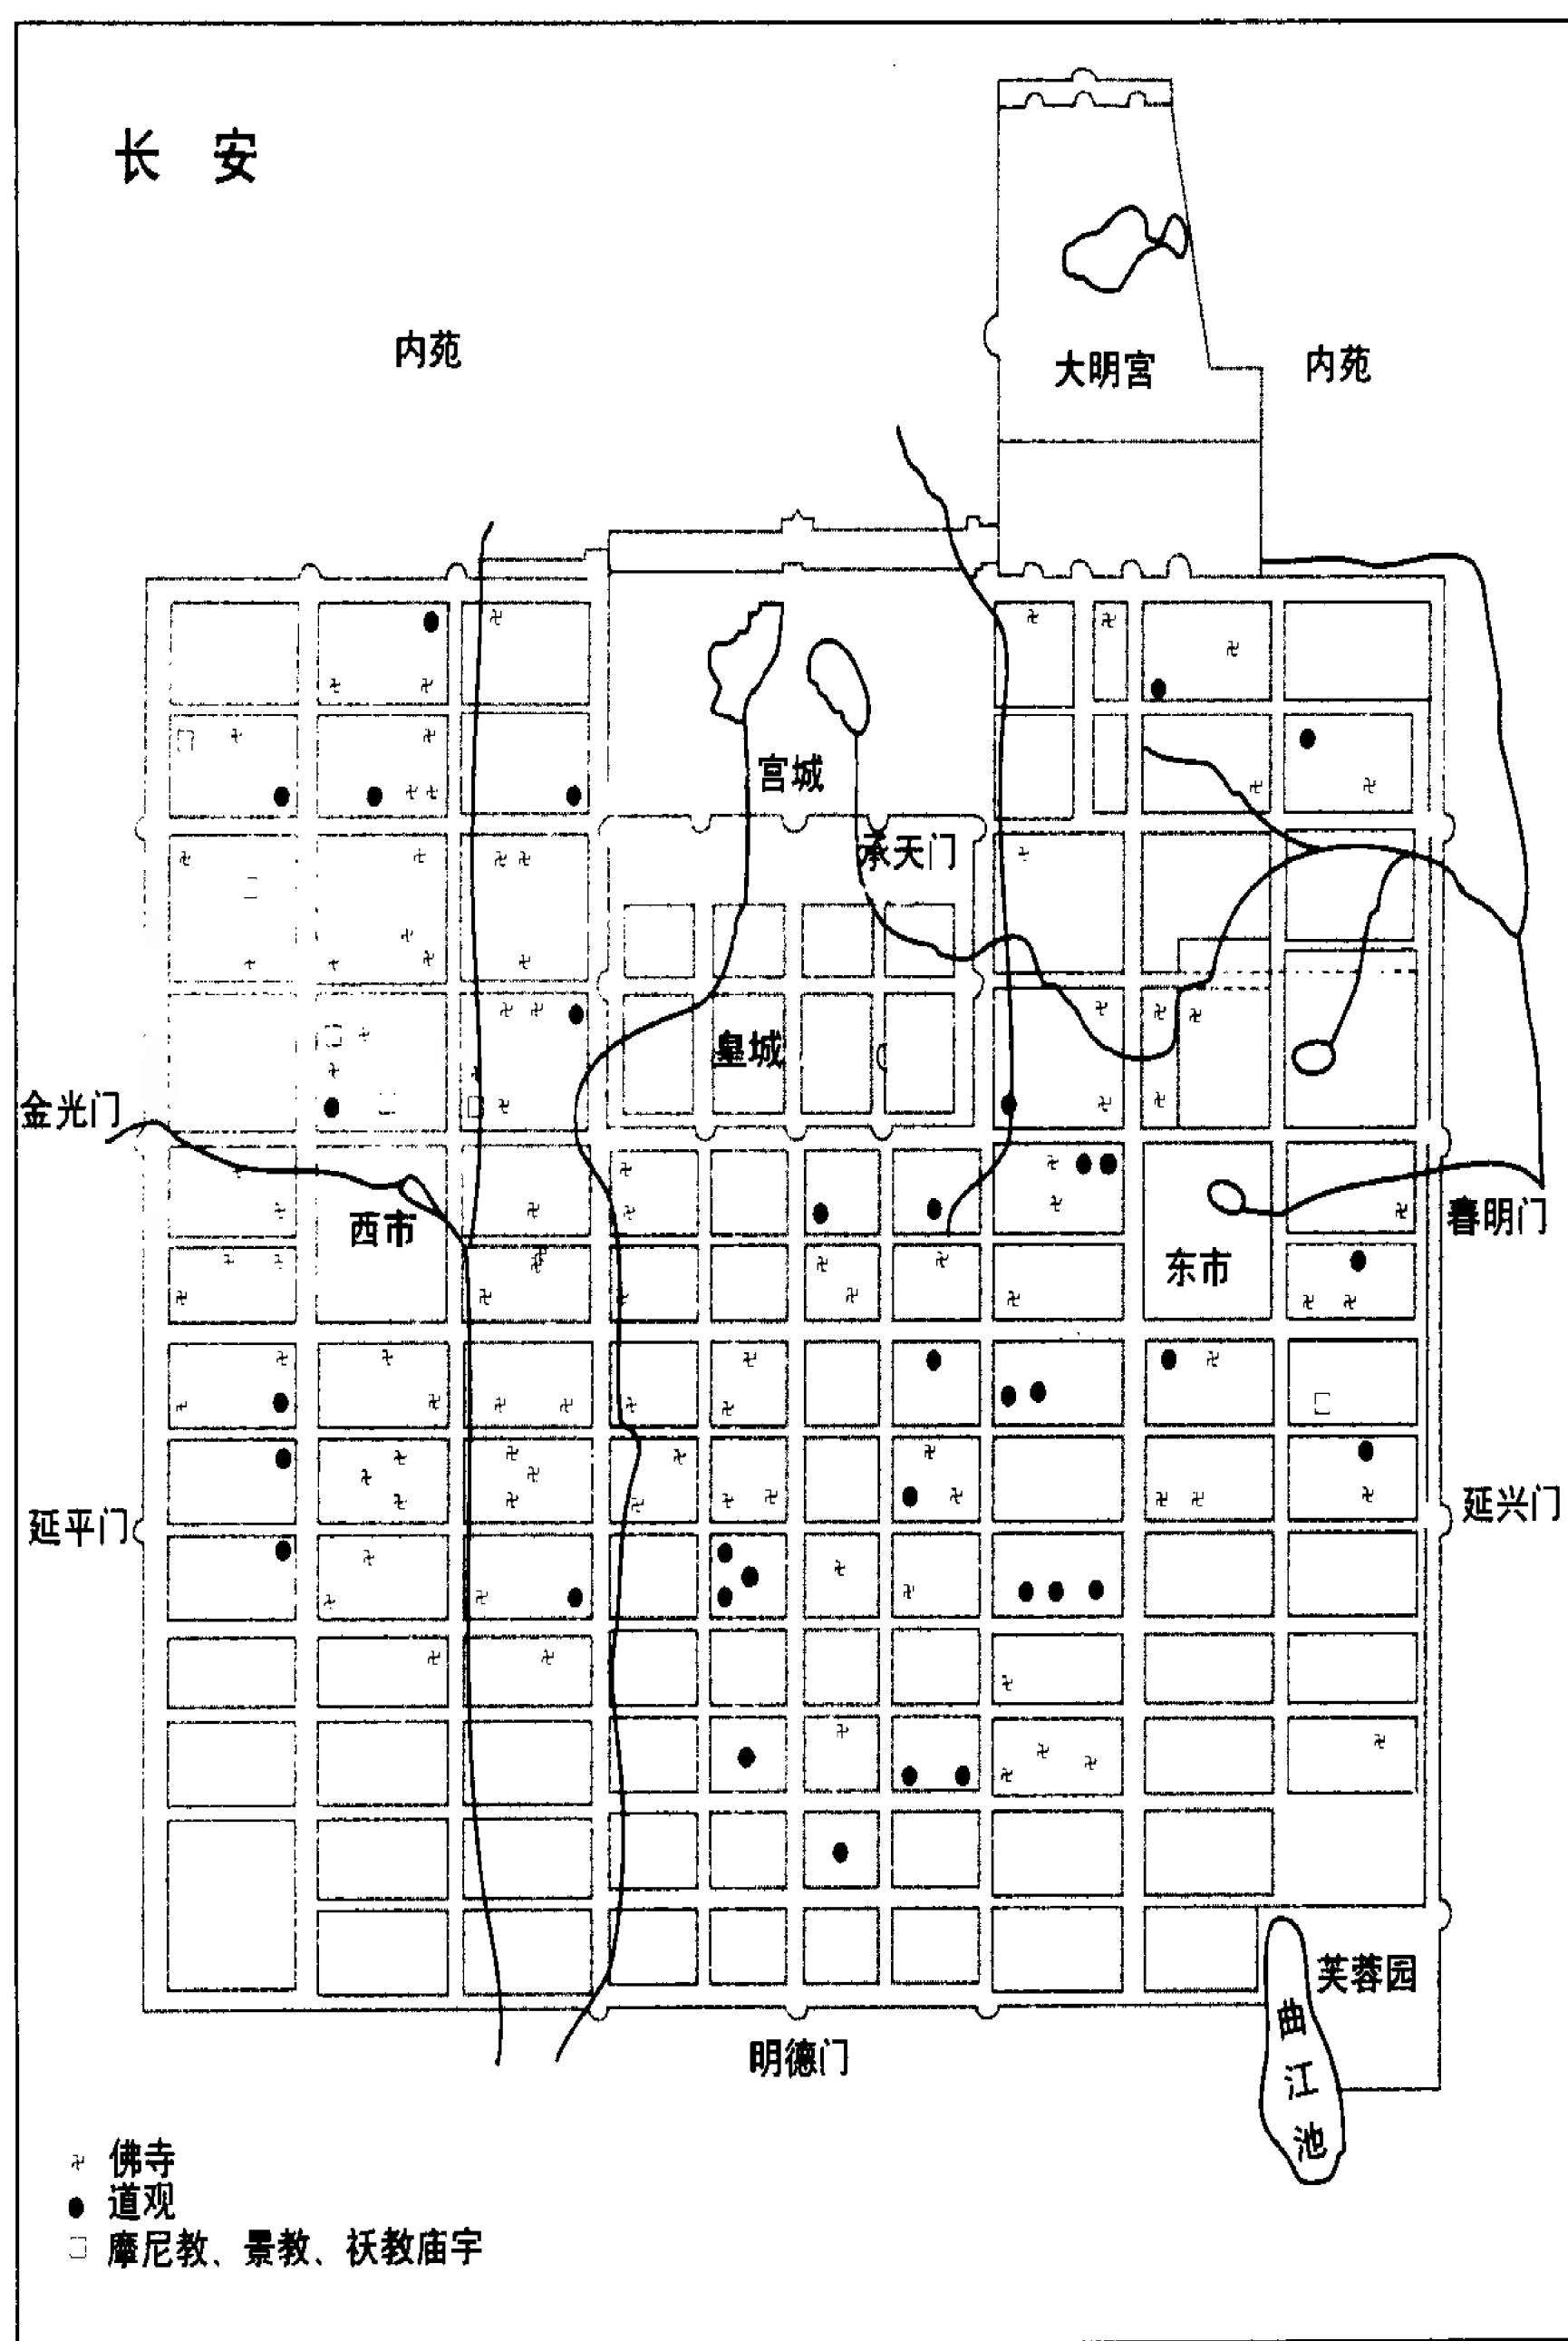 长 安
内苑
大明宫
内苑
宫城
承天门
皇城
金光门
西市
春明门
东市
延平门
延兴门
芙蓉园
曲江池
明德门
卍 佛寺
● 道观
□ 摩尼教、景教、祆教庙宇